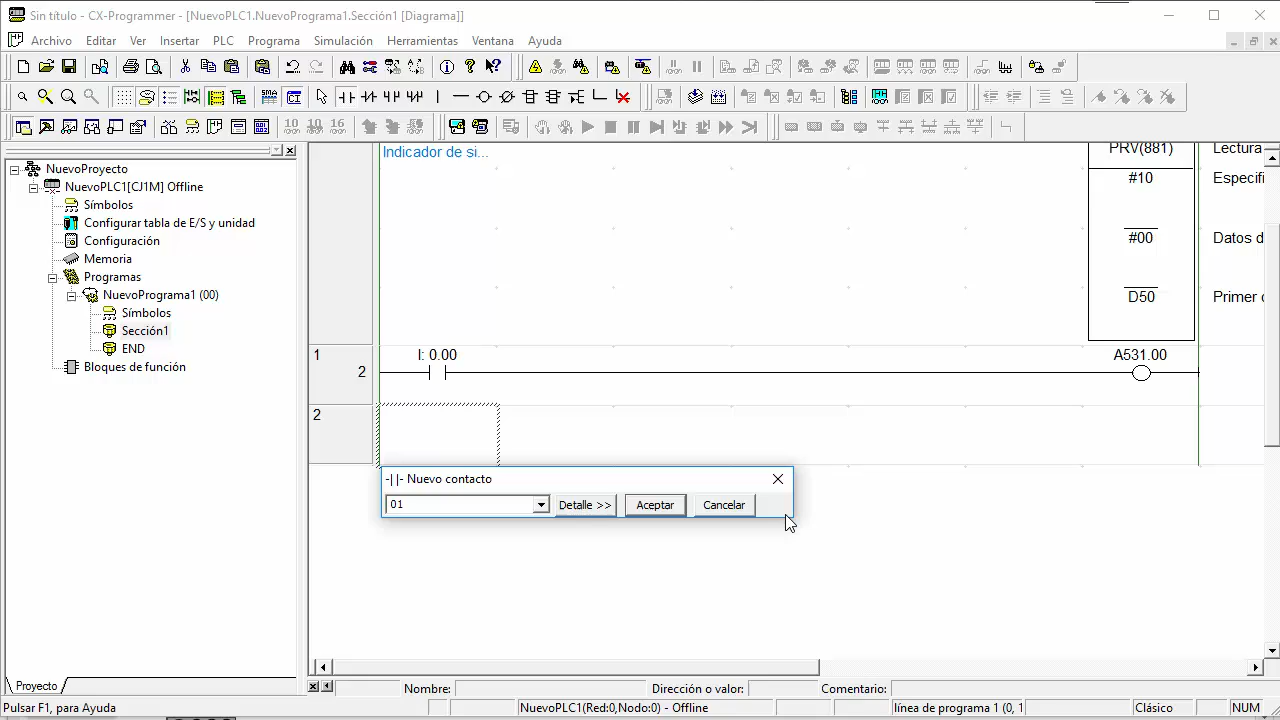 Sin título - CX-Programmer - [NuevoPLC1.NuevoPrograma1.Sección1 [Diagrama]]
Archivo Editar Ver Insertar PLC Programa Simulación Herramientas Ventana Ayuda
10 10 16
NuevoProyecto
NuevoPLC1[CJ1M] Offline
Símbolos
Configurar tabla de E/S y unidad
Configuración
Memoria
Programas
NuevoPrograma1 (00)
Símbolos
Sección1
END
Bloques de función
Proyecto
Indicador de si...
PRV(881) Lectura
#10 Especifi
#00 Datos d
D50 Primer
1 I: 0.00 A531.00
2
2
-| |- Nuevo contacto
01 Detalle >> Aceptar Cancelar
Nombre: Dirección o valor: Comentario:
Pulsar F1, para Ayuda NuevoPLC1(Red:0,Nodo:0) - Offline línea de programa 1 (0, 1 Clásico NUM